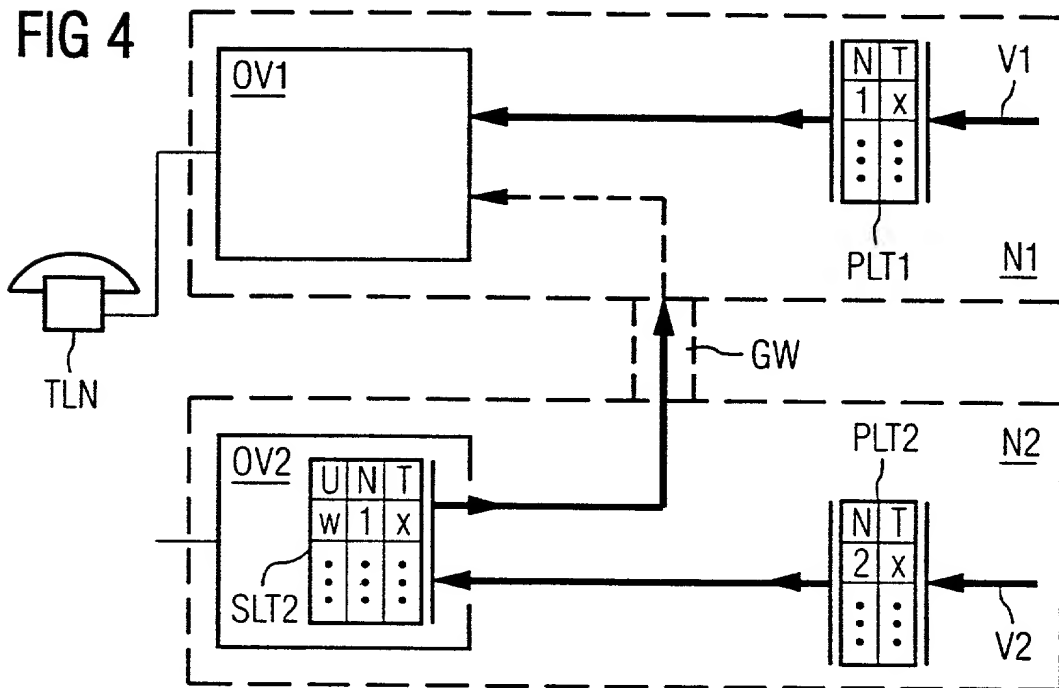 FIG 4
OV1
N T
1 x
V1
PLT1
N1
TLN
GW
OV2
U N T
w 1 x
SLT2
PLT2
N2
N T
2 x
V2